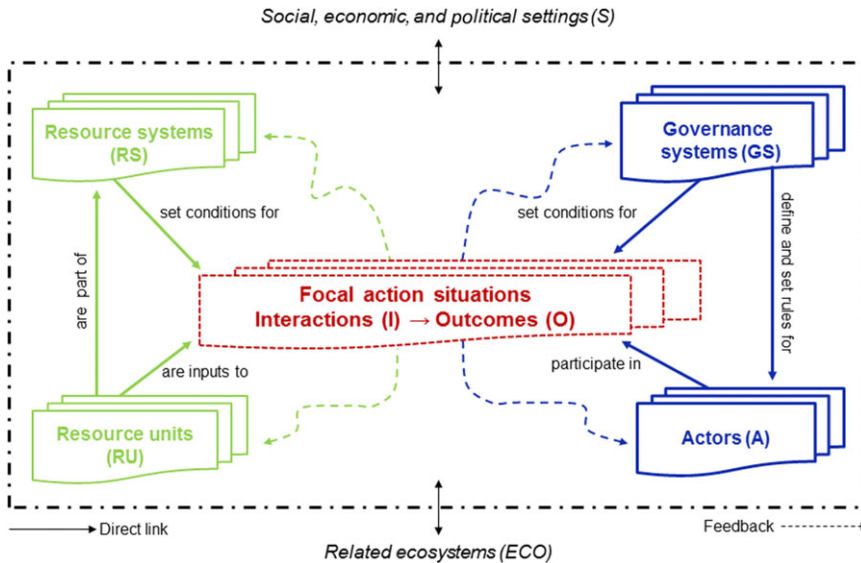 Social, economic, and political settings (S)
Resource systems
(RS)
Governance
systems (GS)
set conditions for
set conditions for
define and set rules for
are part of
Focal action situations
Interactions (I) → Outcomes (O)
are inputs to
participate in
Resource units
(RU)
Actors (A)
Direct link
Feedback
Related ecosystems (ECO)